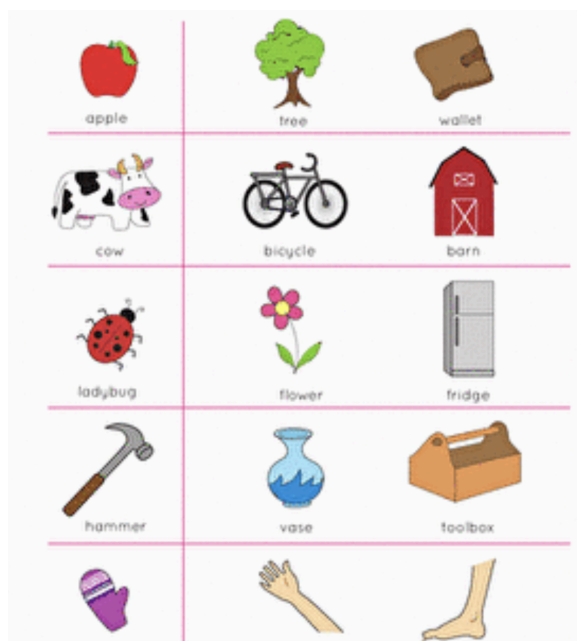 apple
tree
wallet
cow
bicycle
barn
ladybug
flower
fridge
hammer
vase
toolbox